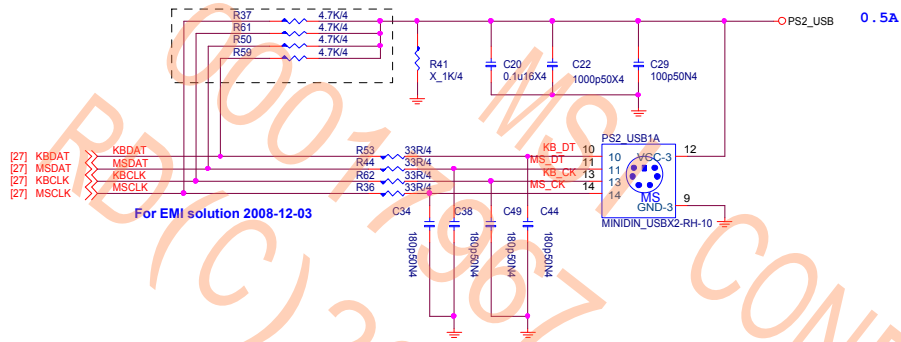 R37 4.7K/4
R61 4.7K/4
R50 4.7K/4
R59 4.7K/4
PS2_USB 0.5A
R41
X_1K/4
C20
0.1u16X4
C22
1000p50X4
C29
100p50N4
PS2_USB1A
[27] KBDAT KBDAT R53 33R/4 KB_DT 10 10 VCC-3 12
[27] MSDAT MSDAT R44 33R/4 MS_DT 11 11
[27] KBCLK KBCLK R62 33R/4 KB_CK 13 13
[27] MSCLK MSCLK R36 33R/4 MS_CK 14 14
MS
GND-3 9
MINIDIN_USBX2-RH-10
For EMI solution 2008-12-03
C34 C38 C49 C44
180p50N4 180p50N4 180p50N4 180p50N4
MSI CONN
00017967
RD(C)